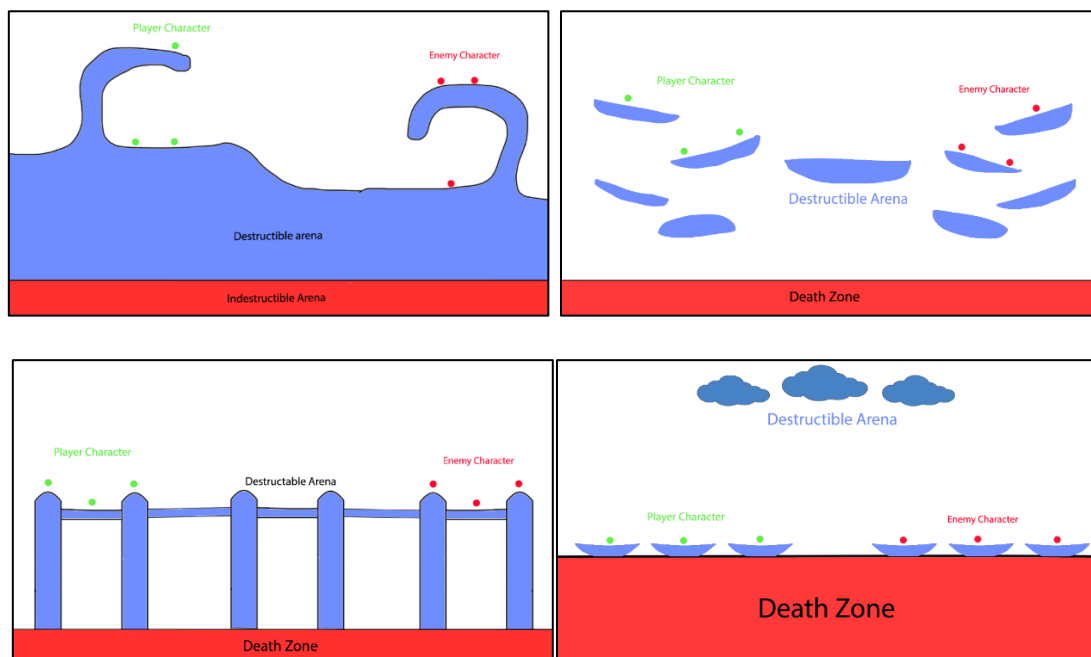 Player Character
Enemy Character
Destructible arena
Indestructible Arena
Player Character
Enemy Character
Destructible Arena
Death Zone
Player Character
Enemy Character
Destructable Arena
Death Zone
Destructible Arena
Player Character
Enemy Character
Death Zone